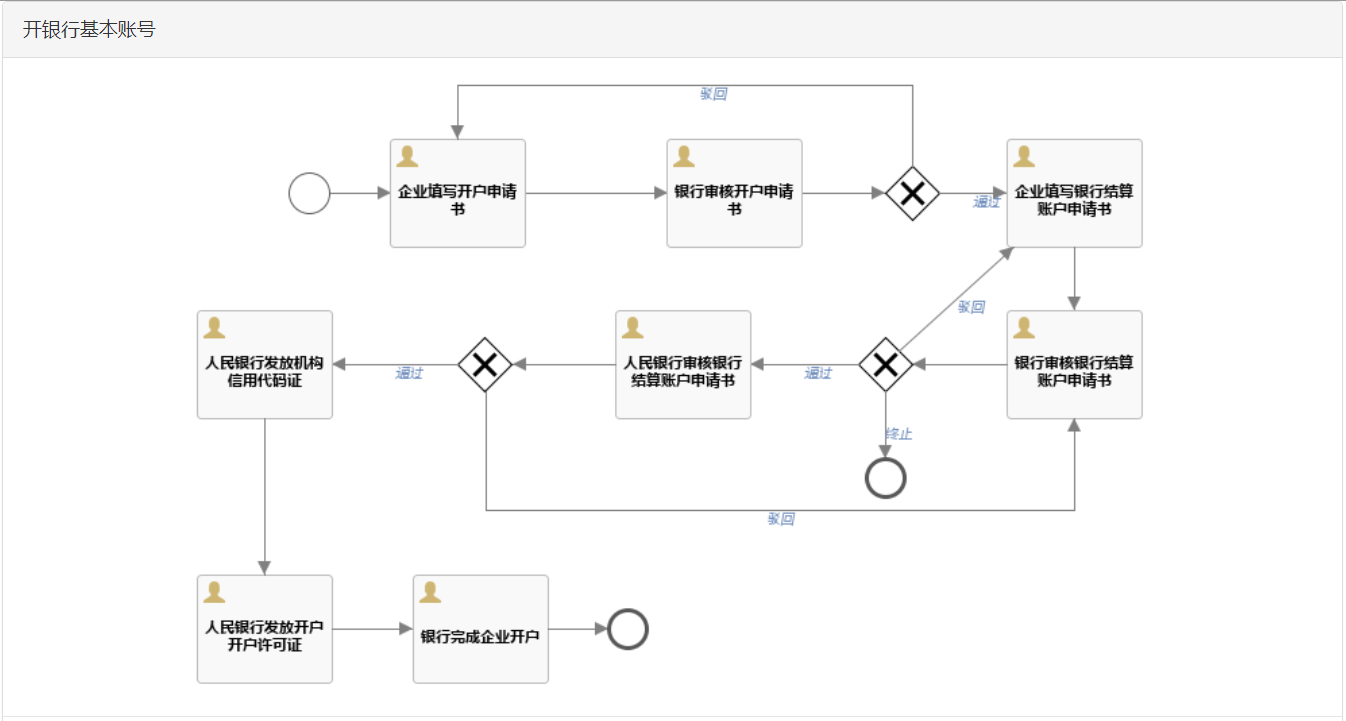 开银行基本账号
驳回
企业填写开户申请
书
银行审核开户申请
书
通过
企业填写银行结算
账户申请书
驳回
人民银行发放机构
信用代码证
通过
人民银行审核银行
结算账户申请书
通过
银行审核银行结算
账户申请书
终止
驳回
人民银行发放开户
开户许可证
银行完成企业开户